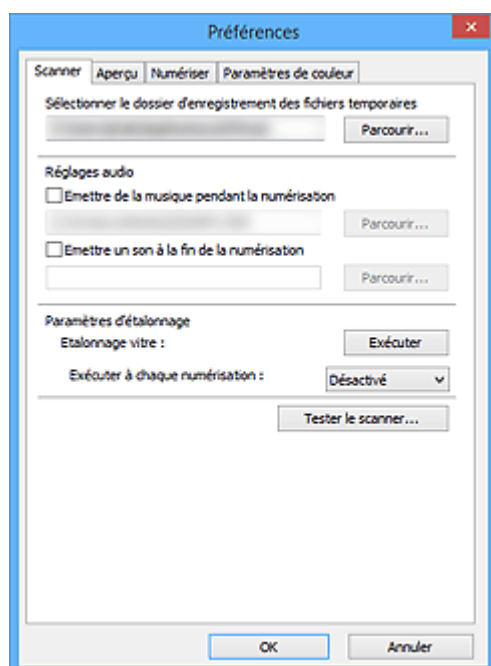 Préférences
Scanner Aperçu Numériser Paramètres de couleur
Sélectionner le dossier d'enregistrement des fichiers temporaires
Parcourir...
Réglages audio
Emettre de la musique pendant la numérisation
Parcourir...
Emettre un son à la fin de la numérisation
Parcourir...
Paramètres d'étalonnage
Etalonnage vitre : Exécuter
Exécuter à chaque numérisation : Désactivé
Tester le scanner...
OK Annuler